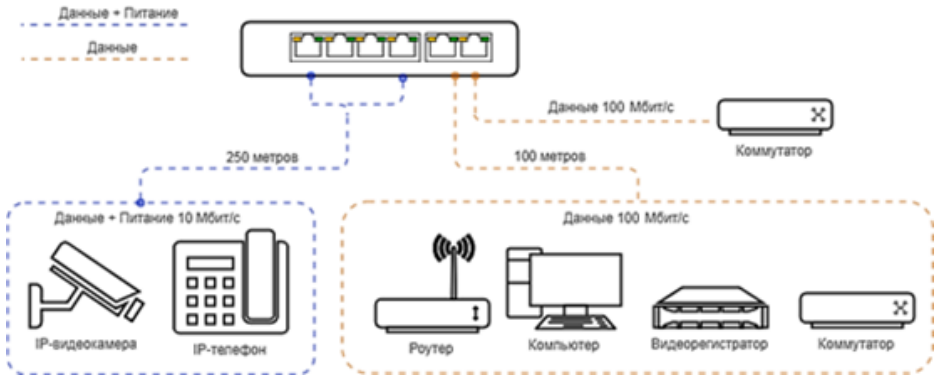 Данные + Питание
Данные
Данные 100 Мбит/с
Коммутатор
250 метров
100 метров
Данные + Питание 10 Мбит/с
Данные 100 Мбит/с
IP-видеокамера
IP-телефон
Роутер
Компьютер
Видеорегистратор
Коммутатор